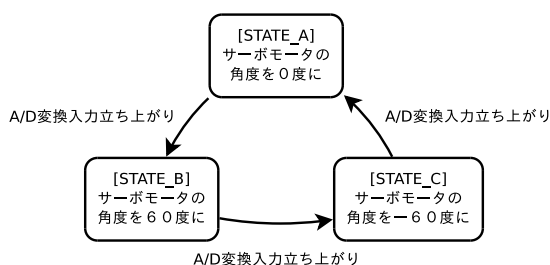 [STATE_A]
サーボモータの
角度を０度に
A/D変換入力立ち上がり
A/D変換入力立ち上がり
[STATE_B]
サーボモータの
角度を６０度に
[STATE_C]
サーボモータの
角度をー６０度に
A/D変換入力立ち上がり